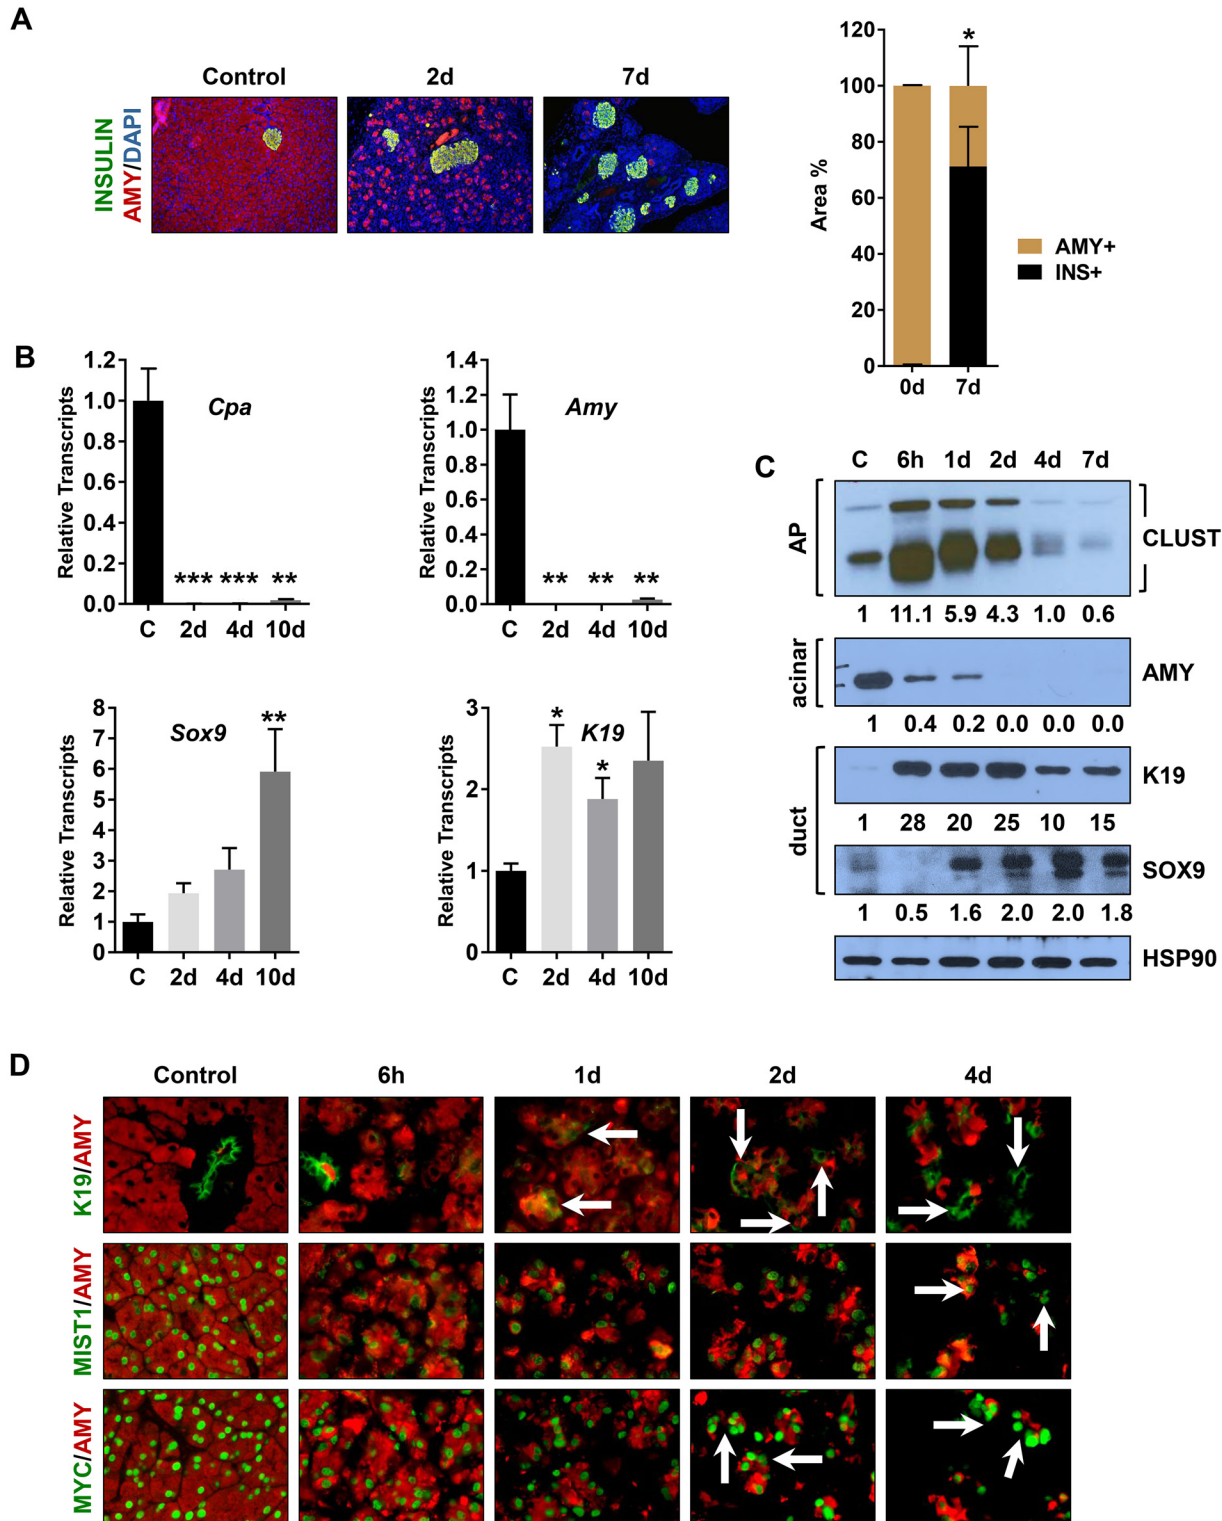 A
Control 2d 7d
INSULIN
AMY/DAPI
120
100
80
60
40
20
0
Area %
*
0d 7d
AMY+
INS+
B
Relative Transcripts
1.2
1.0
0.8
0.6
0.4
0.2
0.0
Cpa
*** *** **
C 2d 4d 10d
Relative Transcripts
1.4
1.2
1.0
0.8
0.6
0.4
0.2
0.0
Amy
** ** **
C 2d 4d 10d
Relative Transcripts
8
7
6
5
4
3
2
1
0
Sox9
**
C 2d 4d 10d
Relative Transcripts
3
2
1
0
K19
* *
C 2d 4d 10d
C
C 6h 1d 2d 4d 7d
AP
CLUST
1 11.1 5.9 4.3 1.0 0.6
acinar
AMY
1 0.4 0.2 0.0 0.0 0.0
duct
K19
1 28 20 25 10 15
SOX9
1 0.5 1.6 2.0 2.0 1.8
HSP90
D
Control 6h 1d 2d 4d
K19/AMY
MIST1/AMY
MYC/AMY